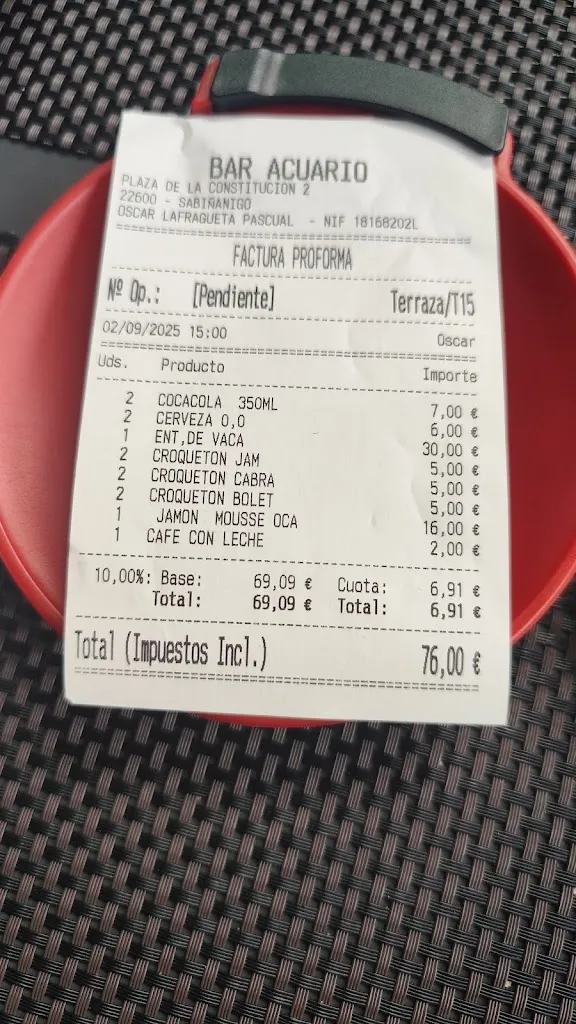 BAR ACUARIO
PLAZA DE LA CONSTITUCION 2
22600 - SABIÑANIGO
OSCAR LAFRAGUETA PASCUAL - NIF 18168202L
FACTURA PROFORMA
Nº Op.: [Pendiente] Terraza/T15
02/09/2025 15:00 Oscar
Uds. Producto Importe
2 COCACOLA 350ML 7,00 €
2 CERVEZA 0,0 6,00 €
1 ENT,DE VACA 30,00 €
2 CROQUETON JAM 5,00 €
2 CROQUETON CABRA 5,00 €
2 CROQUETON BOLET 5,00 €
1 JAMON MOUSSE OCA 16,00 €
1 CAFE CON LECHE 2,00 €
10,00%: Base: 69,09 € Cuota: 6,91 €
Total: 69,09 € Total: 6,91 €
Total (Impuestos Incl.) 76,00 €